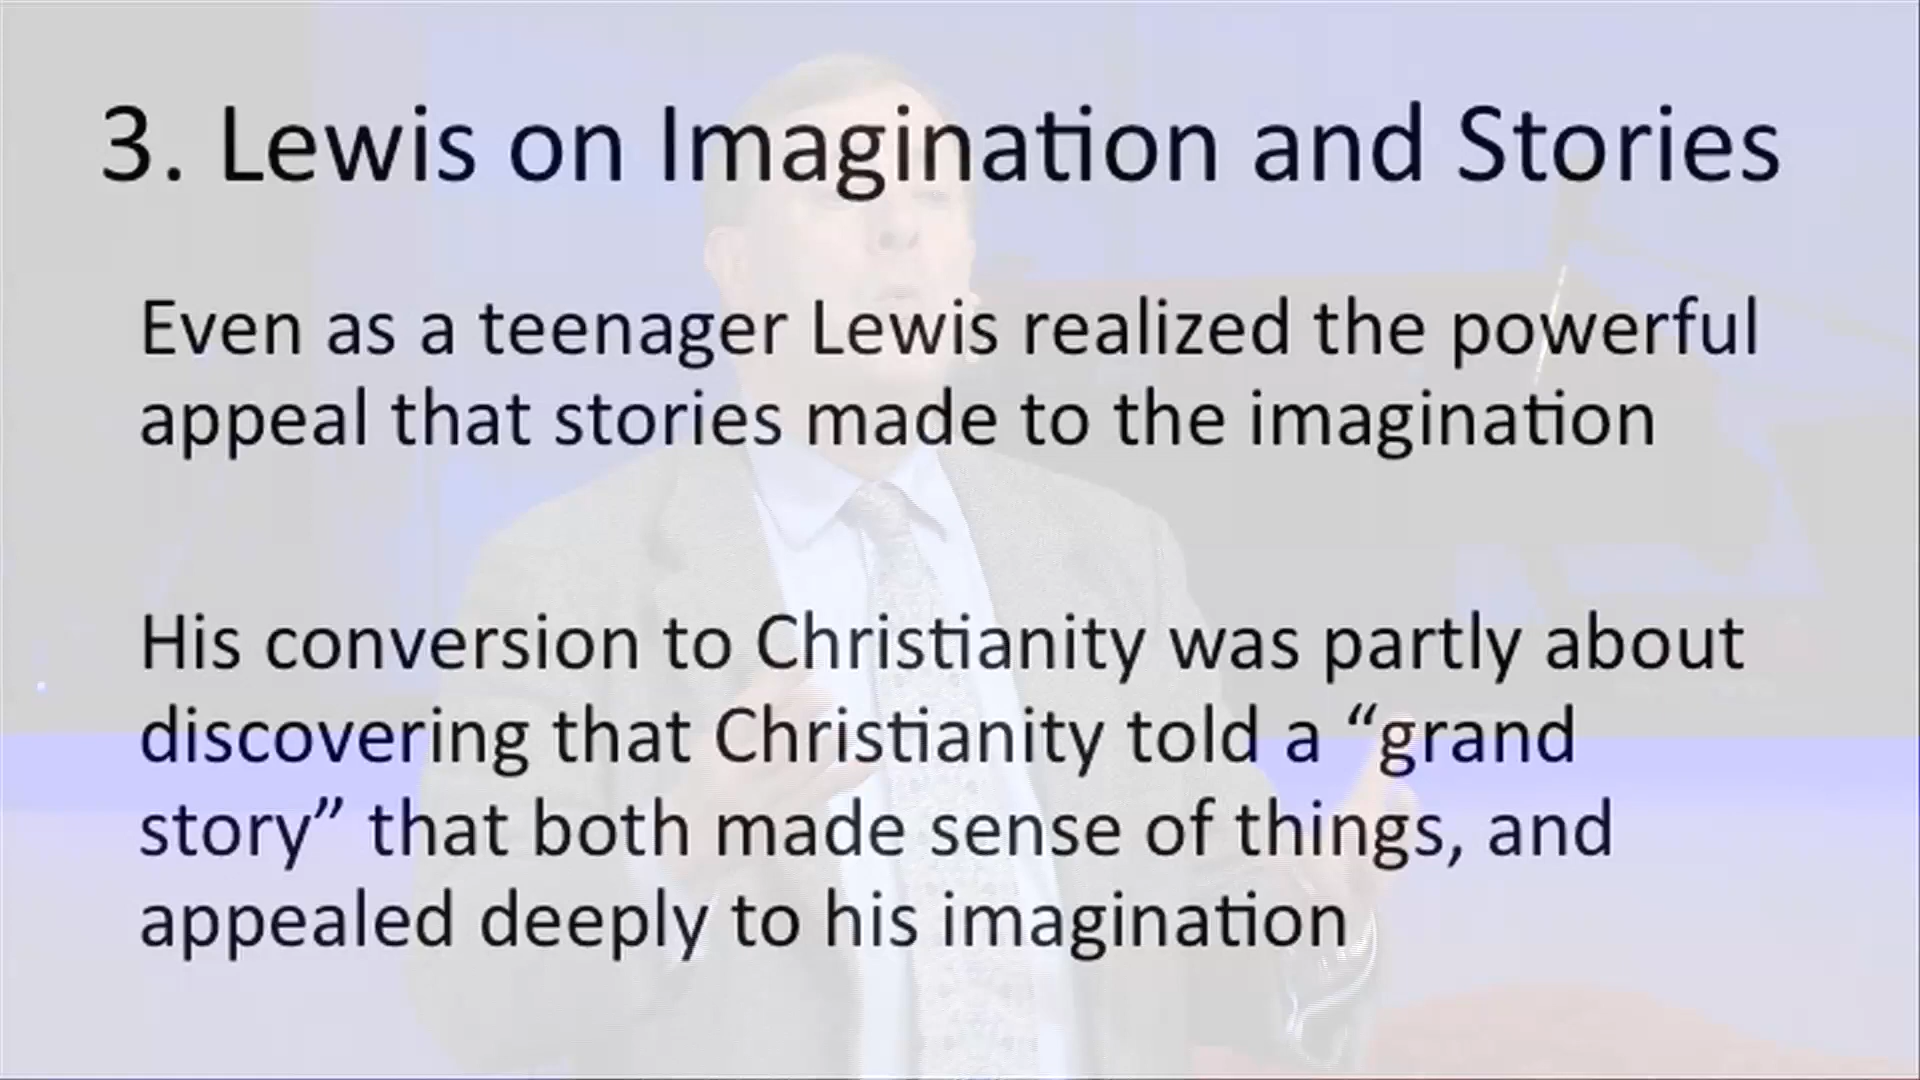 3. Lewis on Imagination and Stories
Even as a teenager Lewis realized the powerful
appeal that stories made to the imagination
His conversion to Christianity was partly about
discovering that Christianity told a “grand
story” that both made sense of things, and
appealed deeply to his imagination